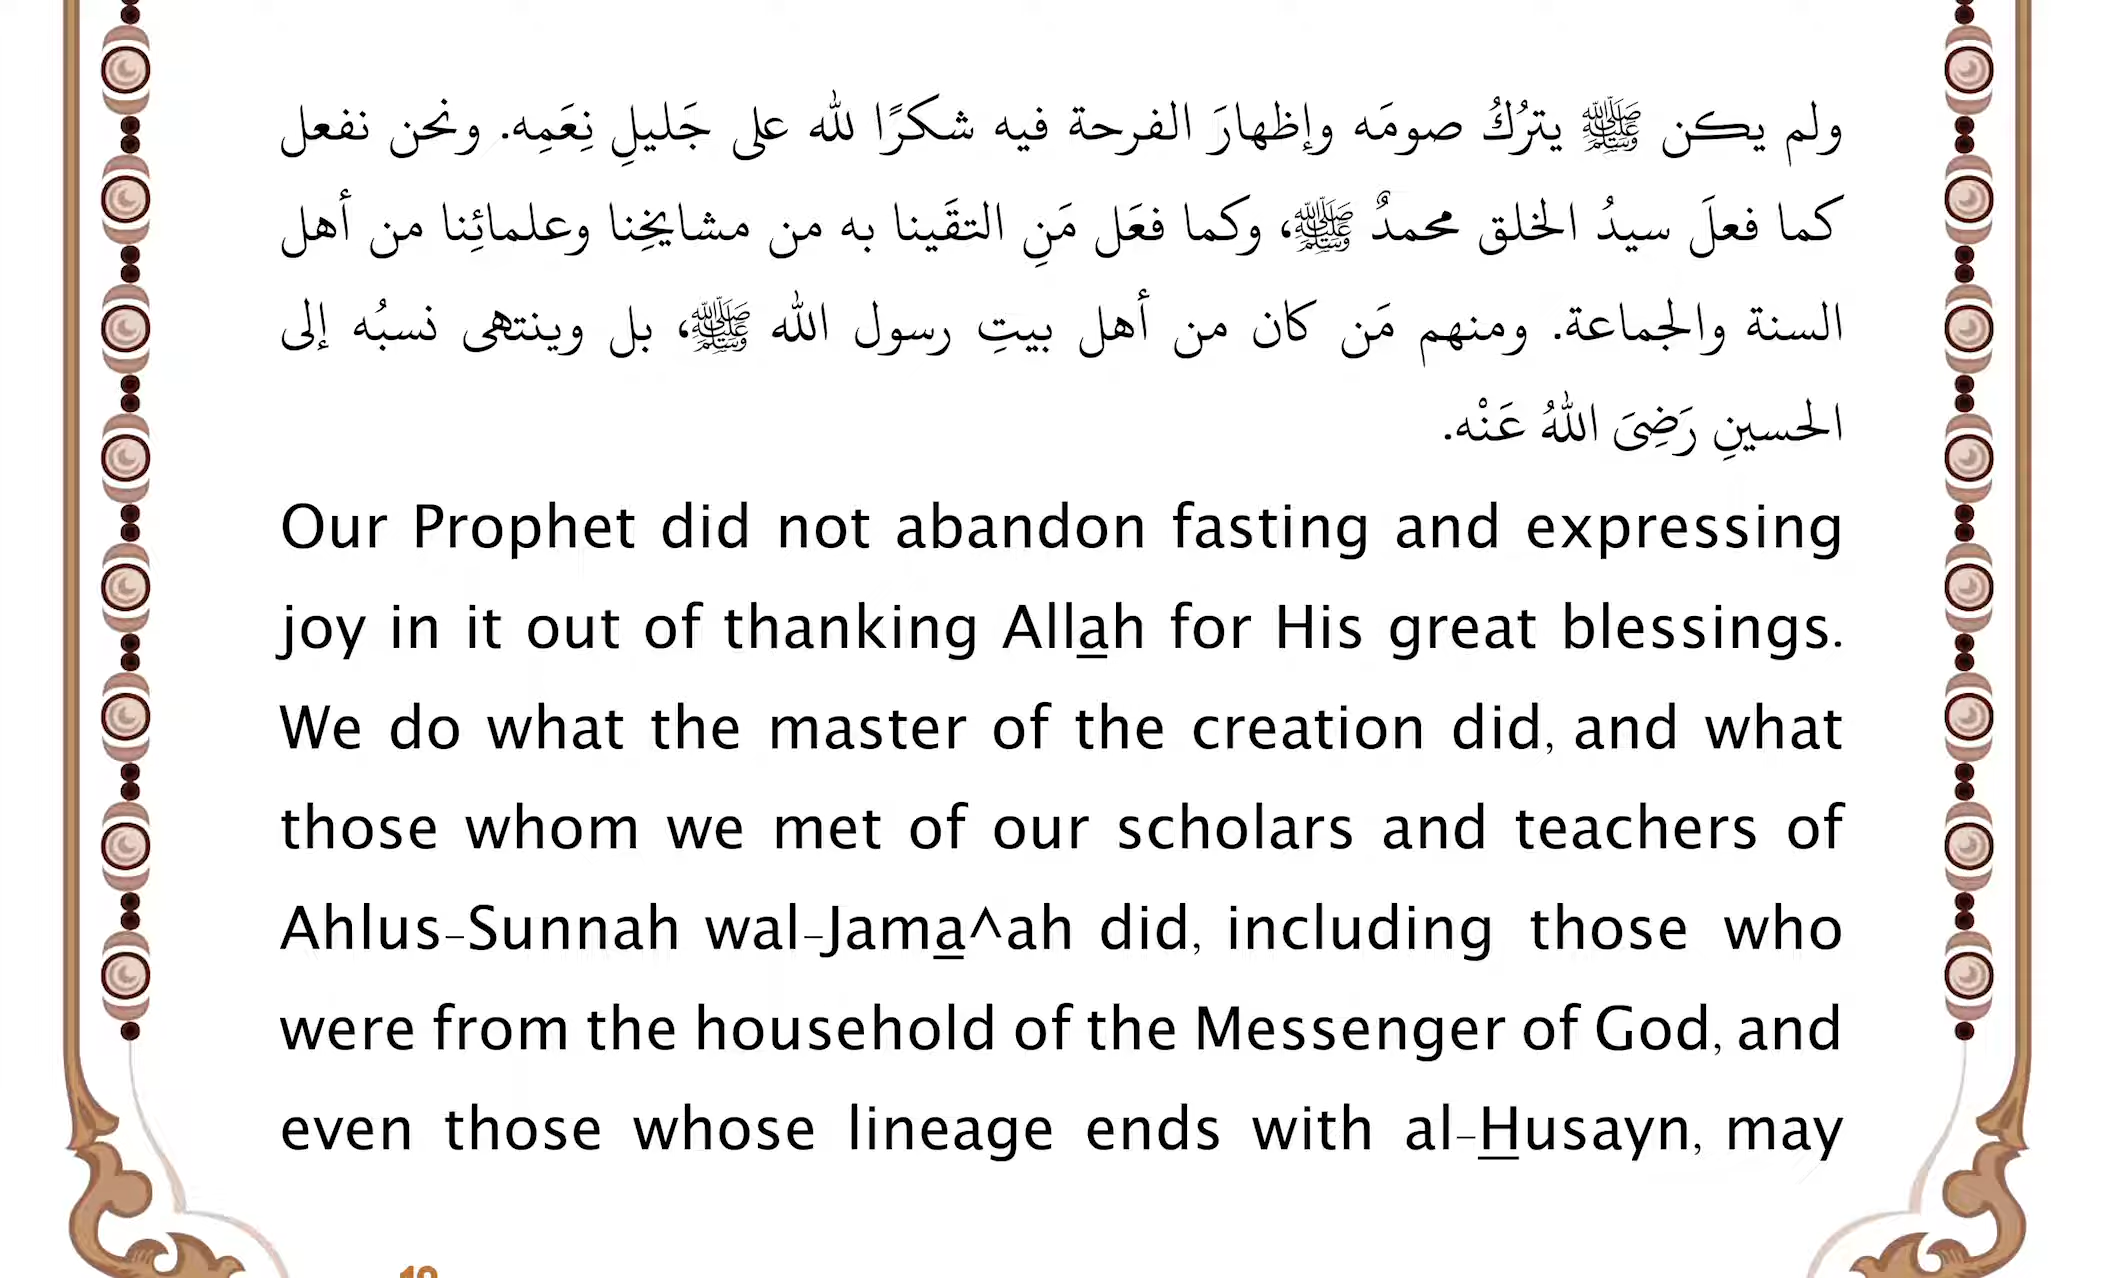 ولم يكن ﷺ يترُكُ صومَه وإظهارَ الفرحة فيه شكرًا لله على جَليلِ نِعَمِه. ونحن نفعل
كما فعلَ سيدُ الخلق محمدٌ ﷺ، وكما فعَل مَنِ التقَينا به من مشايخِنا وعلمائِنا من أهل
السنة والجماعة. ومنهم مَن كان من أهل بيتِ رسول الله ﷺ، بل وينتهى نسبُه إلى
الحسينِ رَضِىَ اللهُ عَنْه.
Our Prophet did not abandon fasting and expressing
joy in it out of thanking Allah for His great blessings.
We do what the master of the creation did, and what
those whom we met of our scholars and teachers of
Ahlus-Sunnah wal-Jama^ah did, including those who
were from the household of the Messenger of God, and
even those whose lineage ends with al-Husayn, may